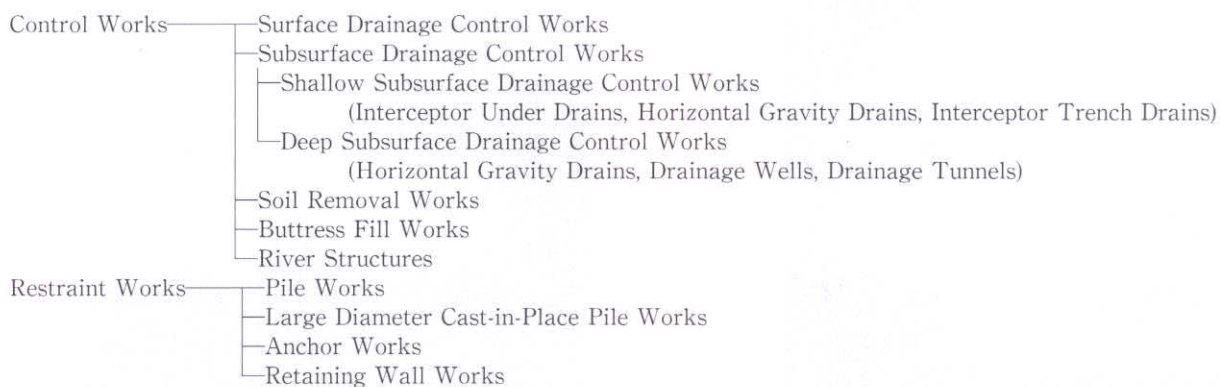 Control Works Surface Drainage Control Works
Subsurface Drainage Control Works
Shallow Subsurface Drainage Control Works
(Interceptor Under Drains, Horizontal Gravity Drains, Interceptor Trench Drains)
Deep Subsurface Drainage Control Works
(Horizontal Gravity Drains, Drainage Wells, Drainage Tunnels)
Soil Removal Works
Buttress Fill Works
River Structures
Restraint Works Pile Works
Large Diameter Cast-in-Place Pile Works
Anchor Works
Retaining Wall Works